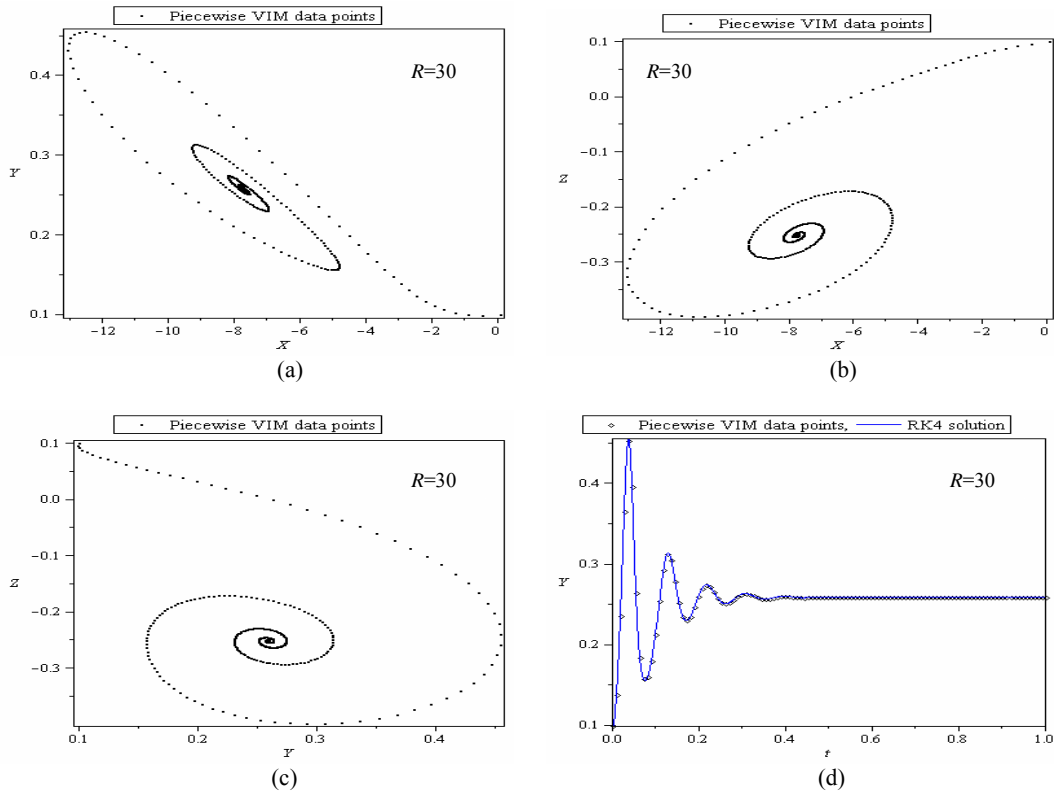 Piecewise VIM data points
R=30
0.4
0.3
Y
0.2
0.1
−12 −10 −8 −6 −4 −2 0
X
(a)
Piecewise VIM data points
0.1
R=30
0.0
−0.1
Z
−0.2
−0.3
−12 −10 −8 −6 −4 −2 0
X
(b)
Piecewise VIM data points
0.1
R=30
0.0
−0.1
Z
−0.2
−0.3
0.1 0.2 0.3 0.4
Y
(c)
Piecewise VIM data points, RK4 solution
R=30
0.4
0.3
Y
0.2
0.1
0.0 0.2 0.4 0.6 0.8 1.0
t
(d)